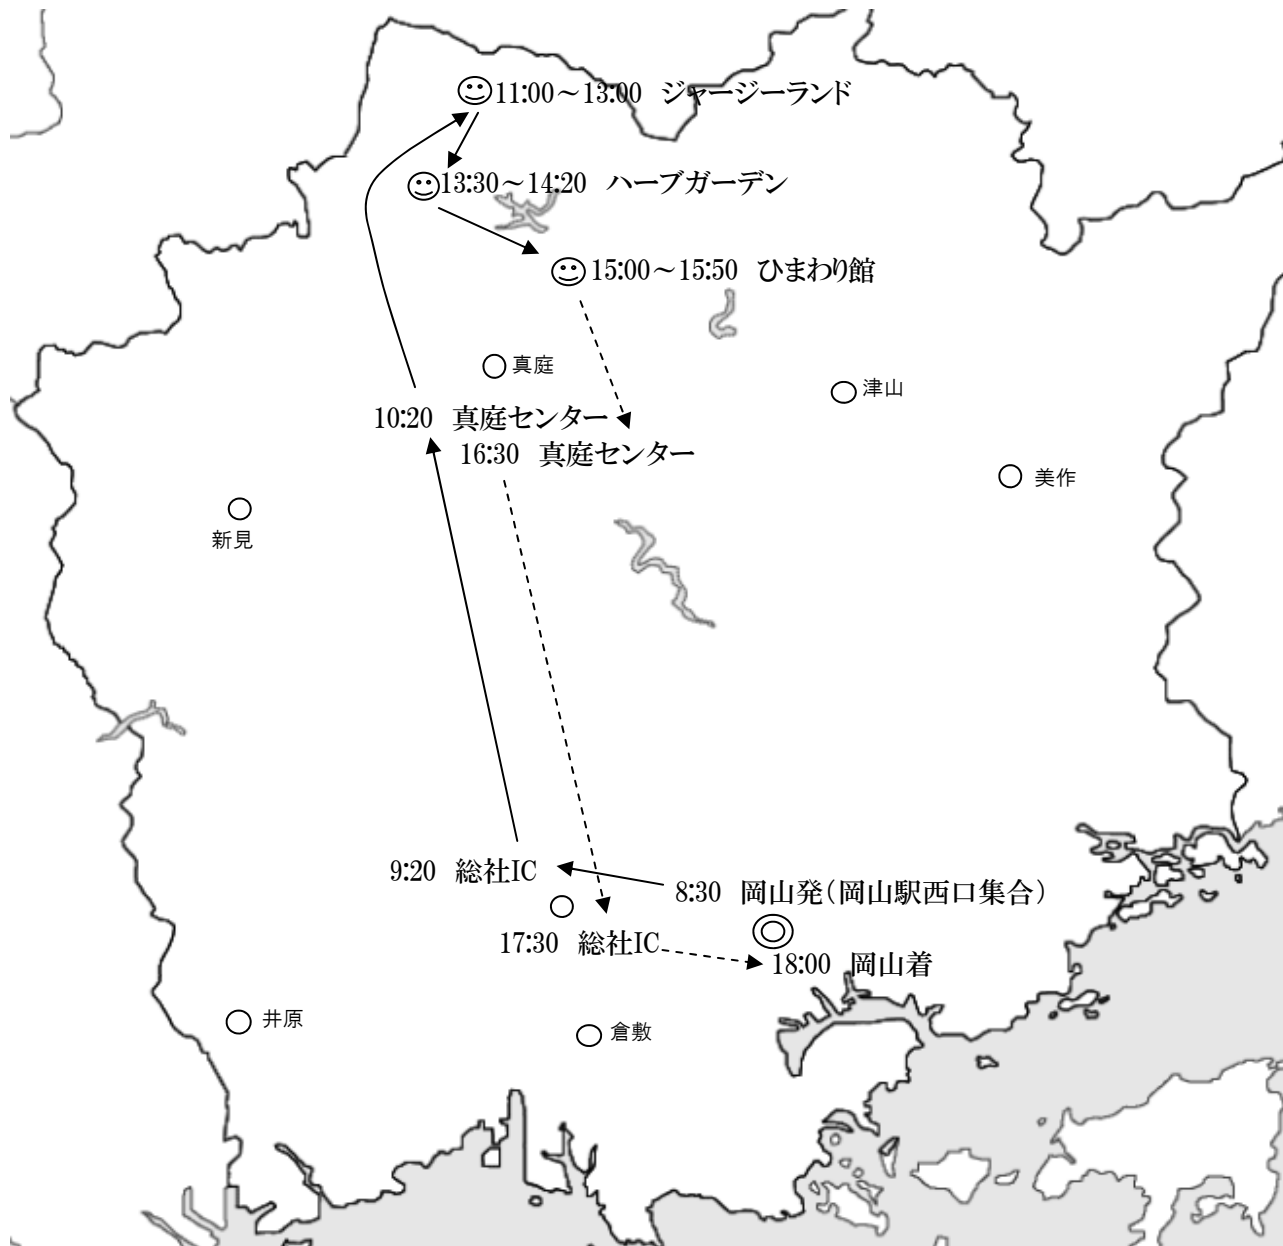 11:00～13:00 ジャージーランド
13:30～14:20 ハーブガーデン
15:00～15:50 ひまわり館
真庭
津山
10:20 真庭センター
16:30 真庭センター
美作
新見
9:20 総社IC
8:30 岡山発（岡山駅西口集合）
17:30 総社IC
18:00 岡山着
井原
倉敷